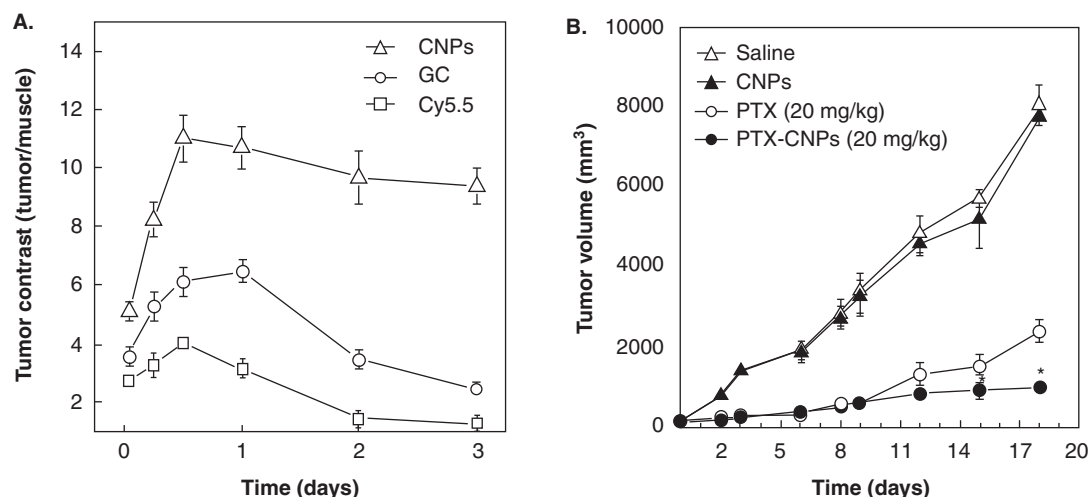 A.
Tumor contrast (tumor/muscle)
14
12
10
8
6
4
2
CNPs
GC
Cy5.5
0
1
2
3
Time (days)
B.
Tumor volume (mm³)
10000
8000
6000
4000
2000
0
Saline
CNPs
PTX (20 mg/kg)
PTX-CNPs (20 mg/kg)
*
*
2
5
8
11
14
17
20
Time (days)